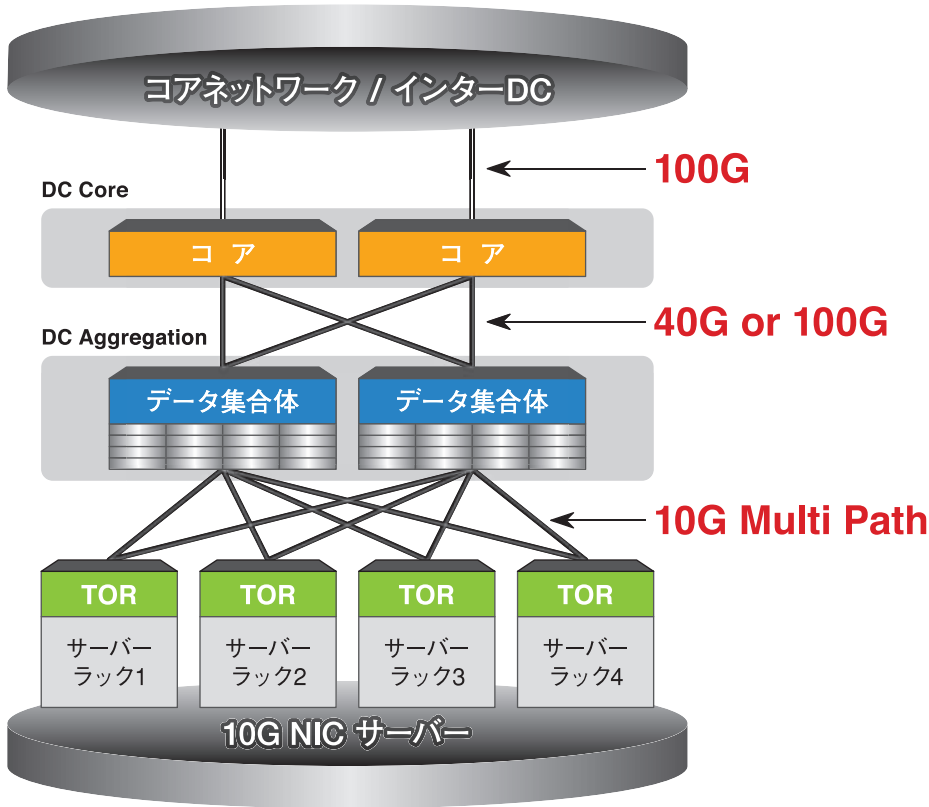 コアネットワーク / インターDC
100G
DC Core
コ ア
コ ア
40G or 100G
DC Aggregation
データ集合体
データ集合体
10G Multi Path
TOR
TOR
TOR
TOR
サーバー
ラック1
サーバー
ラック2
サーバー
ラック3
サーバー
ラック4
10G NIC サーバー